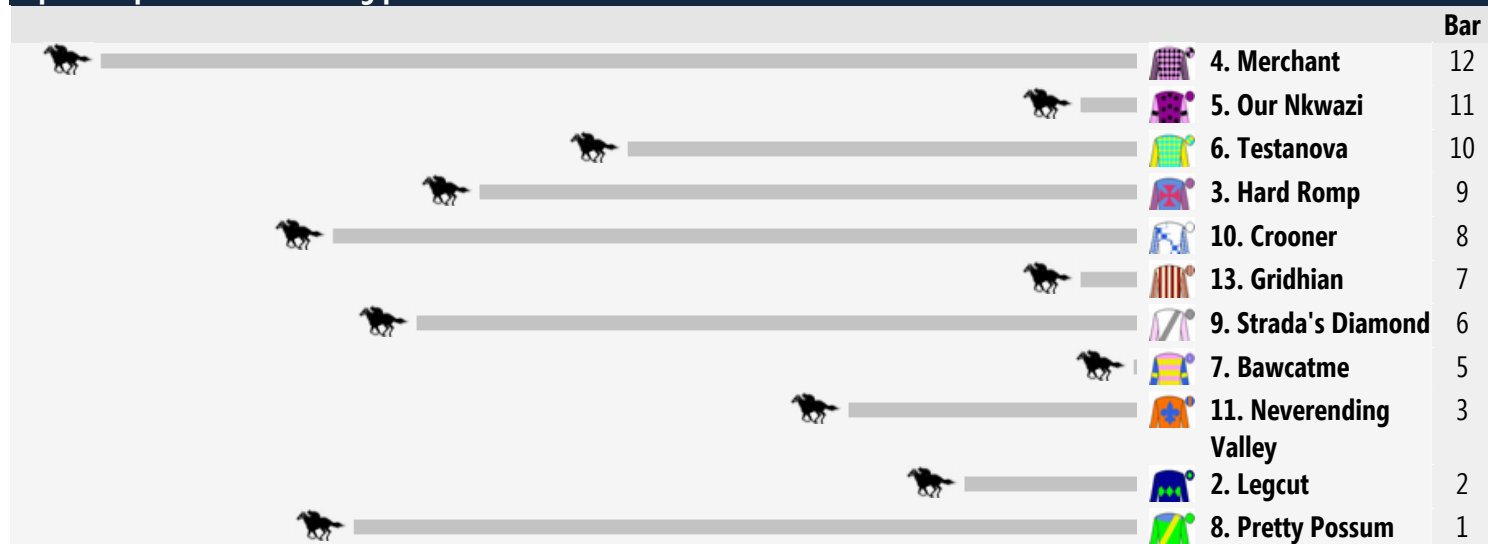 Bar
4. Merchant 12
5. Our Nkwazi 11
6. Testanova 10
3. Hard Romp 9
10. Crooner 8
13. Gridhian 7
9. Strada's Diamond 6
7. Bawcatme 5
11. Neverending 3
Valley
2. Legcut 2
8. Pretty Possum 1